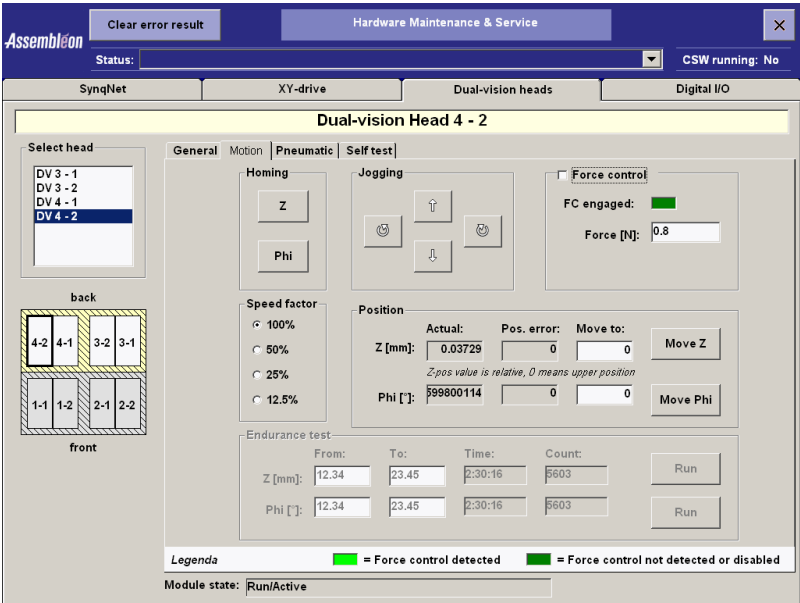 Assembléon
Clear error result
Hardware Maintenance & Service
Status:
CSW running: No
SynqNet
XY-drive
Dual-vision heads
Digital I/O
Dual-vision Head 4 - 2
Select head
DV 3 - 1
DV 3 - 2
DV 4 - 1
DV 4 - 2
back
4-2 4-1 3-2 3-1
1-1 1-2 2-1 2-2
front
General Motion Pneumatic Self test
Homing
Z
Phi
Jogging
Force control
FC engaged:
Force [N]: 0.8
Speed factor
100%
50%
25%
12.5%
Position
Actual: Pos. error: Move to:
Z [mm]: 0.03729 0 0 Move Z
Z-pos value is relative, 0 means upper position
Phi [°]: 599800114 0 0 Move Phi
Endurance test
From: To: Time: Count:
Z [mm]: 12.34 23.45 2:30:16 5603 Run
Phi [°]: 12.34 23.45 2:30:16 5603 Run
Legenda = Force control detected = Force control not detected or disabled
Module state: Run/Active